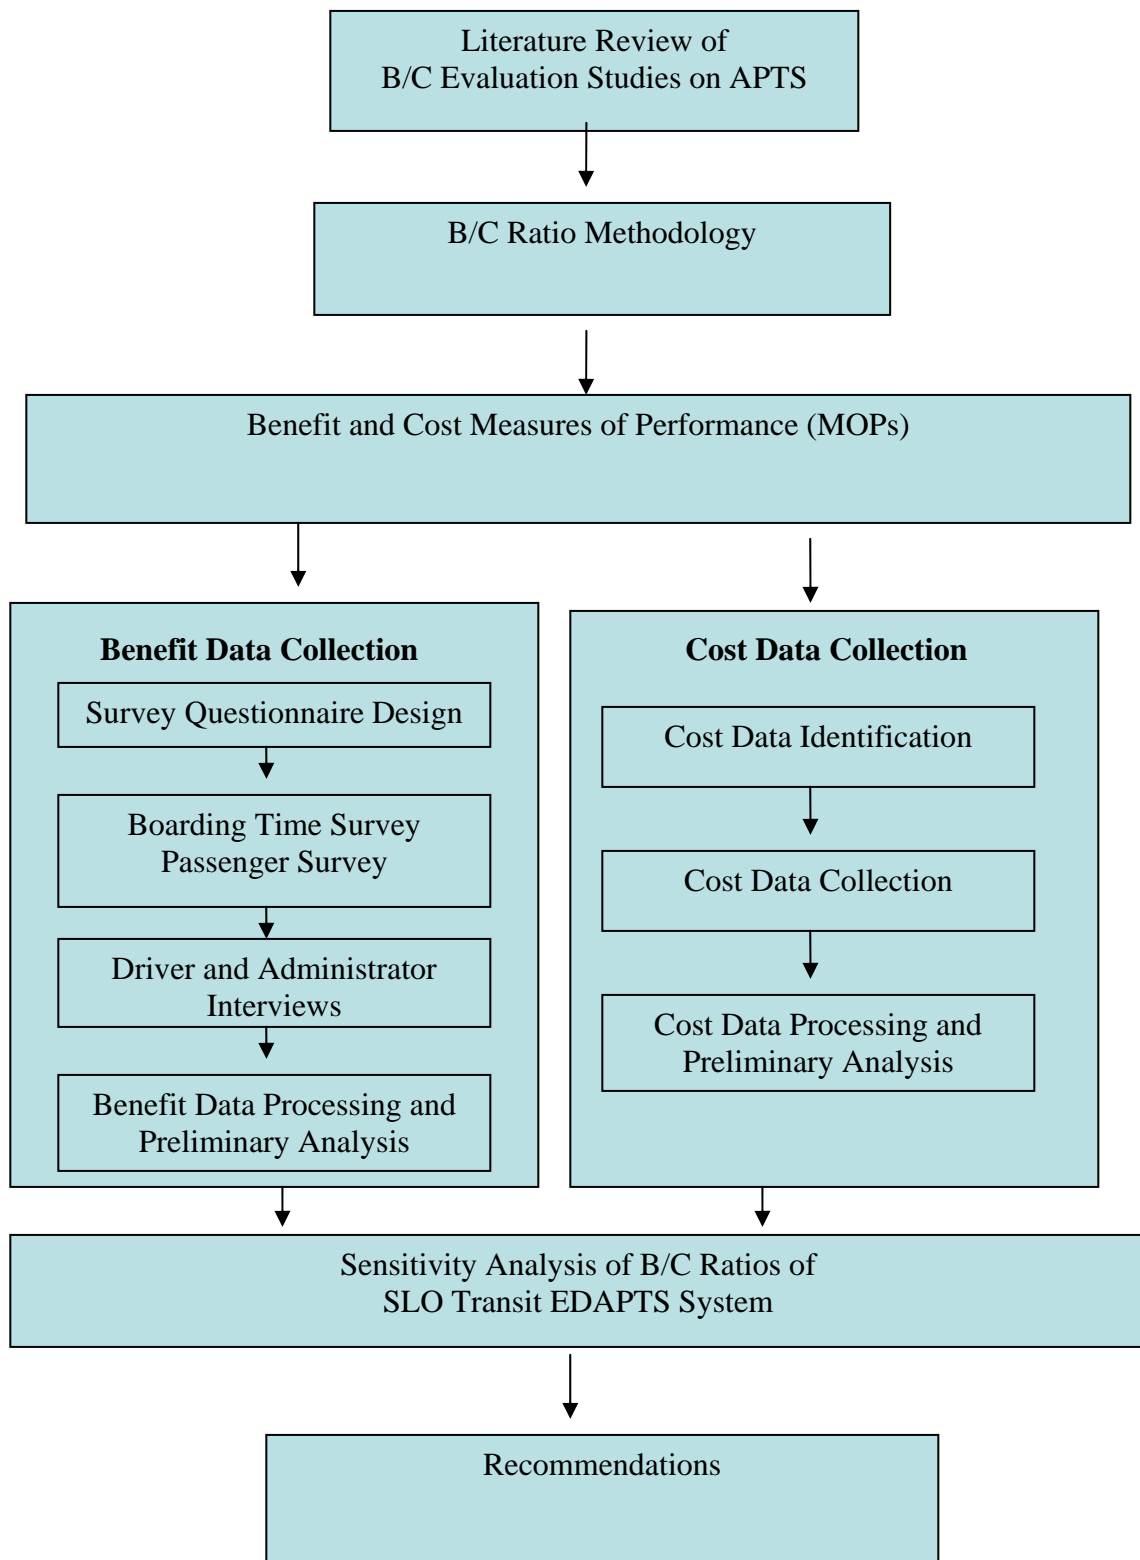 Literature Review of
B/C Evaluation Studies on APTS
B/C Ratio Methodology
Benefit and Cost Measures of Performance (MOPs)
Benefit Data Collection
Survey Questionnaire Design
Boarding Time Survey
Passenger Survey
Driver and Administrator
Interviews
Benefit Data Processing and
Preliminary Analysis
Cost Data Collection
Cost Data Identification
Cost Data Collection
Cost Data Processing and
Preliminary Analysis
Sensitivity Analysis of B/C Ratios of
SLO Transit EDAPTS System
Recommendations